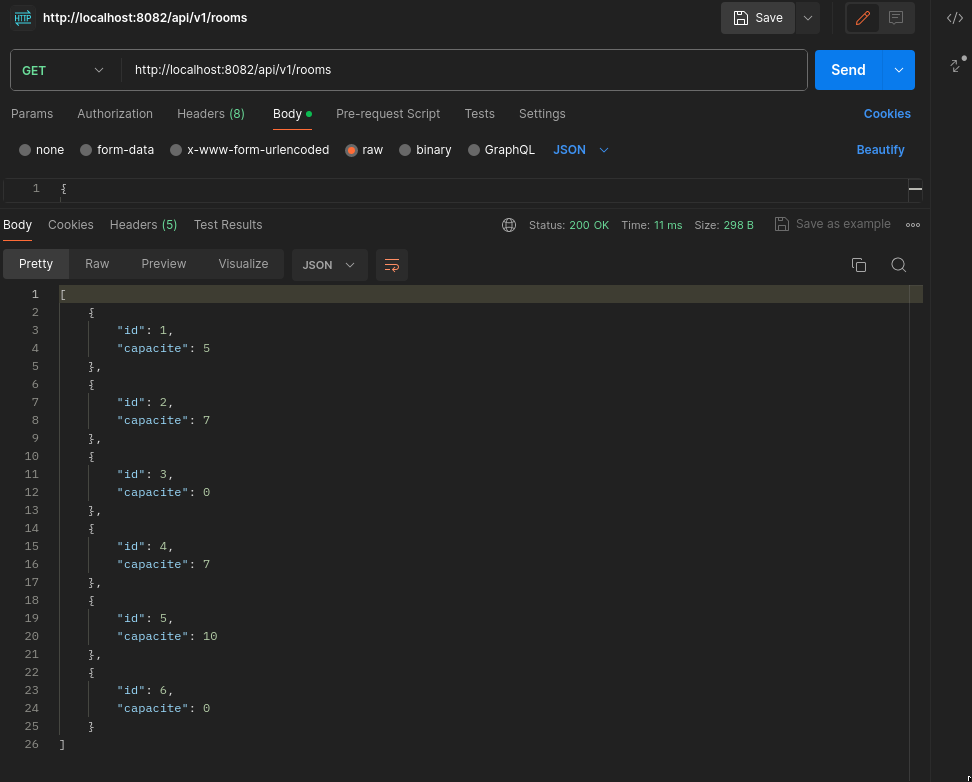 HTTP http://localhost:8082/api/v1/rooms Save </>
GET http://localhost:8082/api/v1/rooms Send
Params Authorization Headers (8) Body Pre-request Script Tests Settings Cookies
none form-data x-www-form-urlencoded raw binary GraphQL JSON Beautify
1 {
Body Cookies Headers (5) Test Results Status: 200 OK Time: 11 ms Size: 298 B Save as example
Pretty Raw Preview Visualize JSON
1 [
2 {
3 "id": 1,
4 "capacite": 5
5 },
6 {
7 "id": 2,
8 "capacite": 7
9 },
10 {
11 "id": 3,
12 "capacite": 0
13 },
14 {
15 "id": 4,
16 "capacite": 7
17 },
18 {
19 "id": 5,
20 "capacite": 10
21 },
22 {
23 "id": 6,
24 "capacite": 0
25 }
26 ]